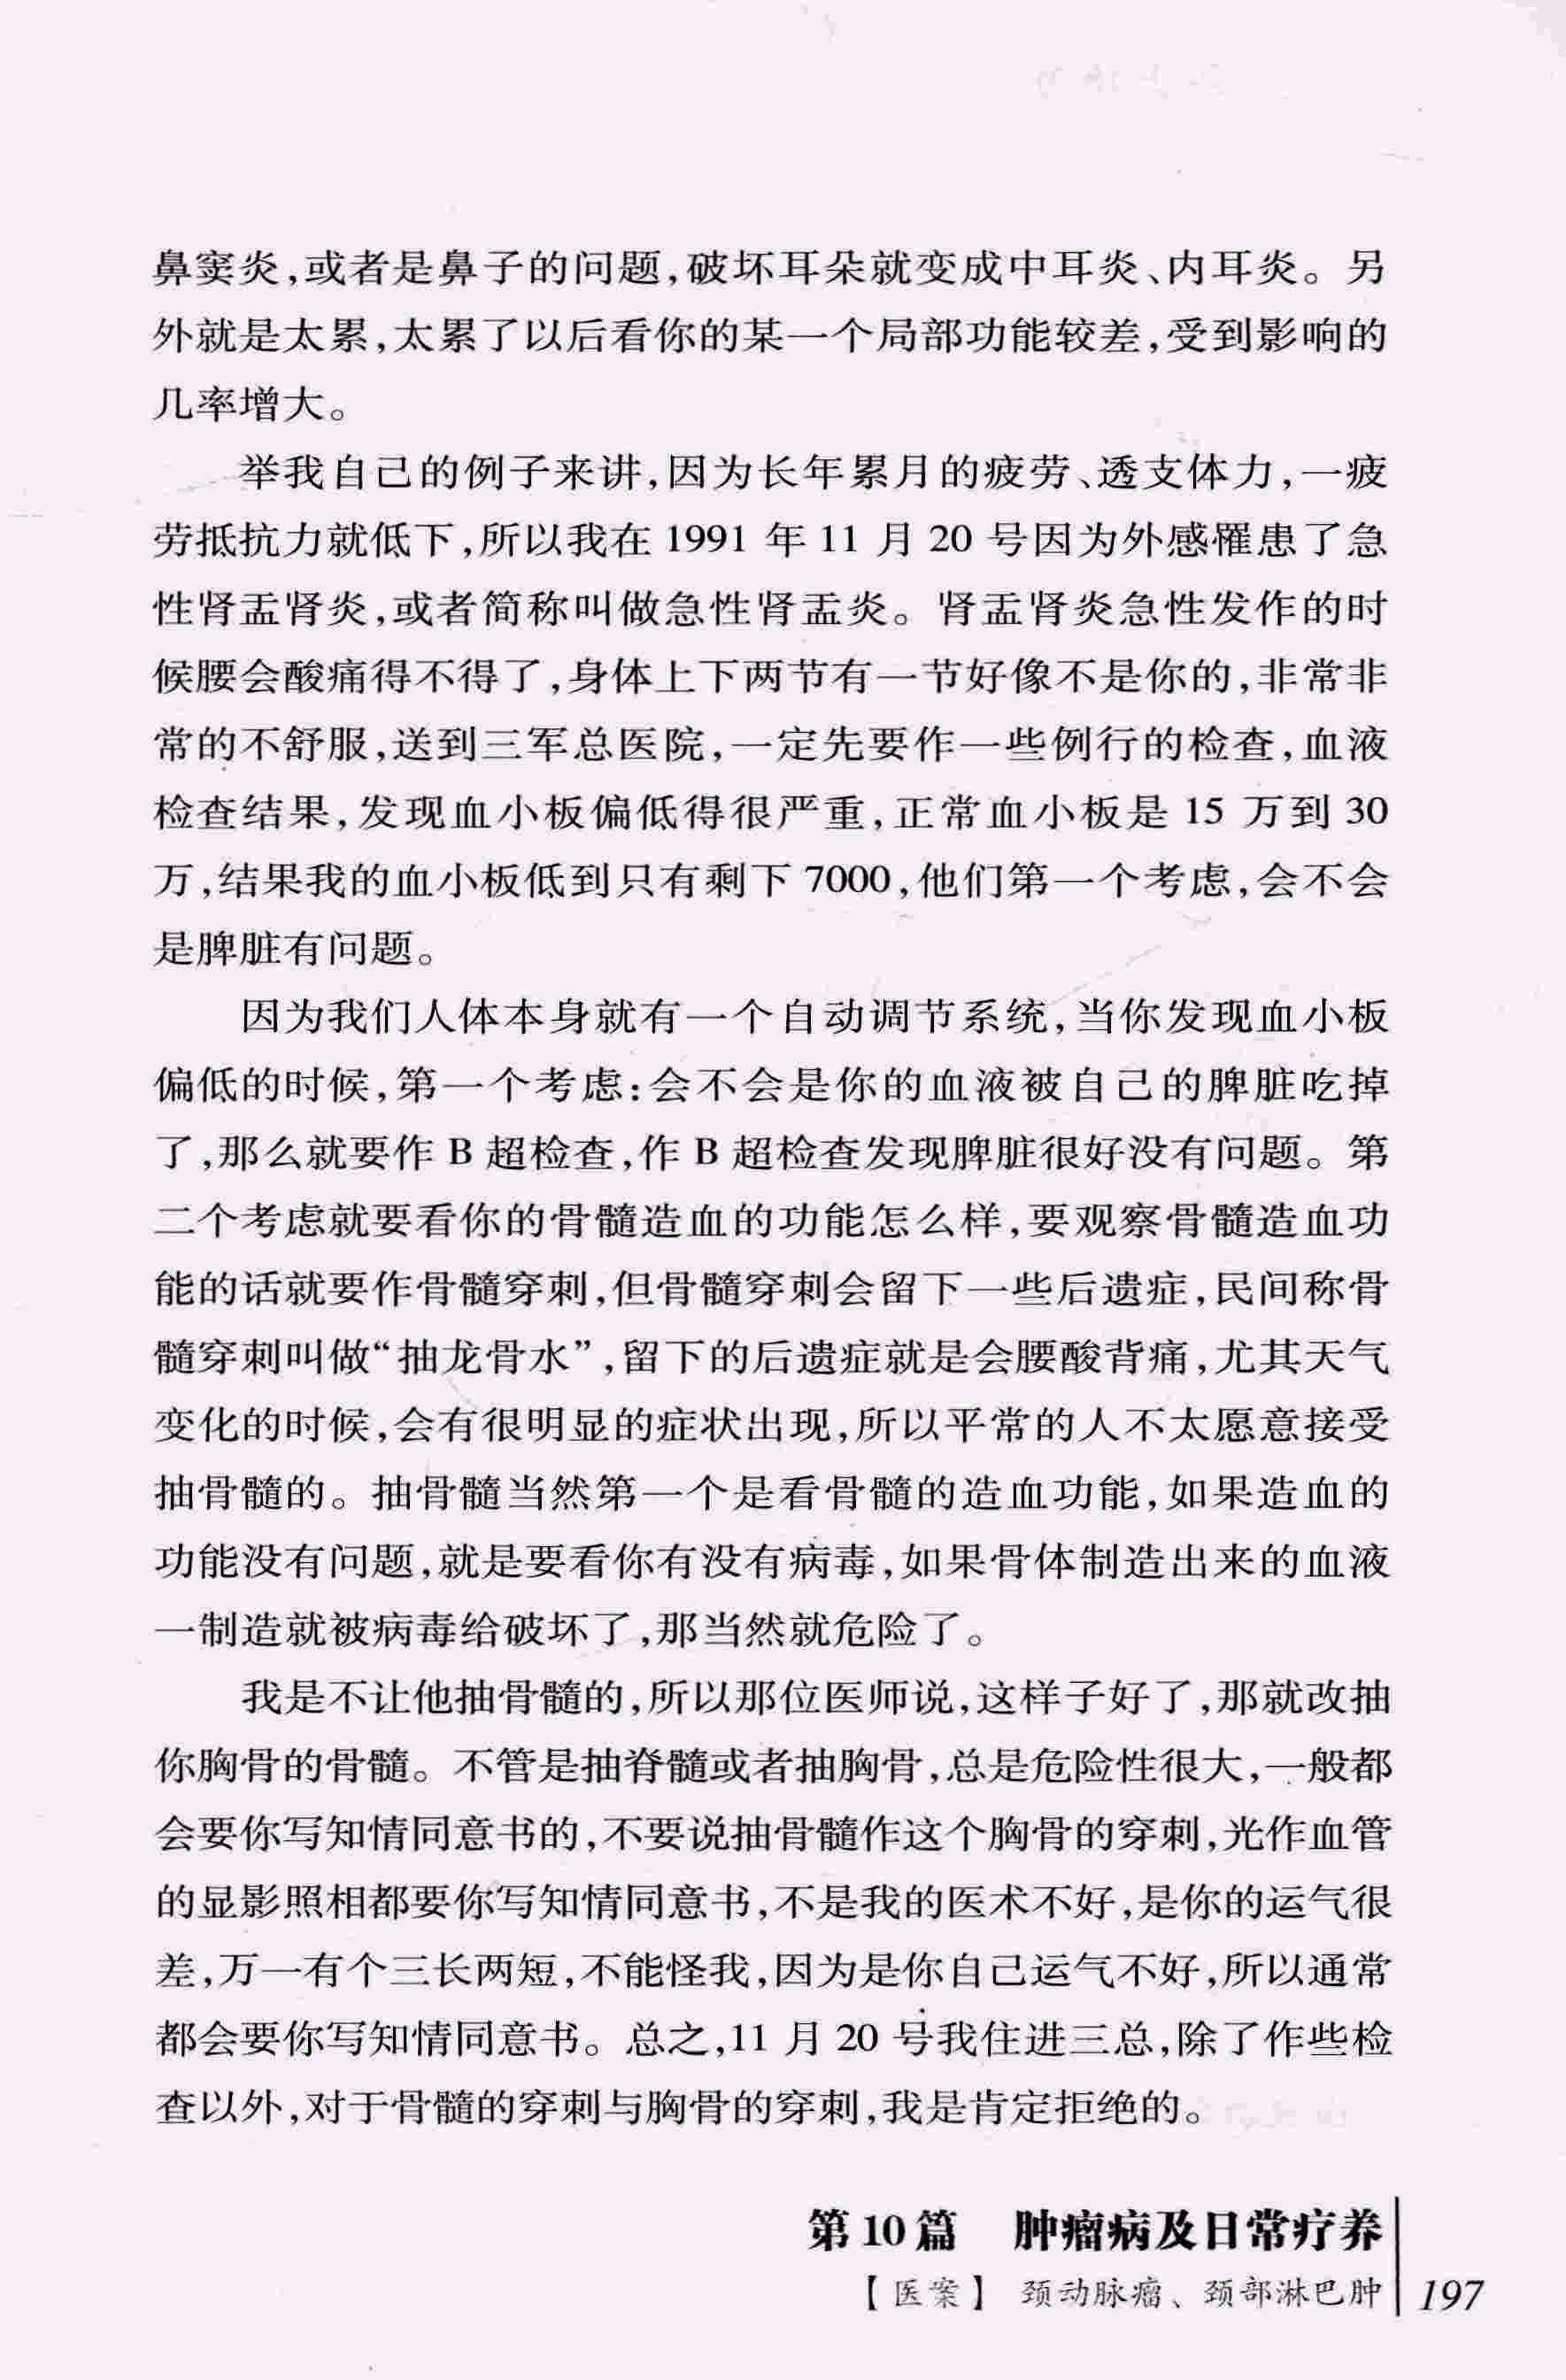 鼻窦炎,或者是鼻子的问题,破坏耳朵就变成中耳炎、内耳炎。另
外就是太累,太累了以后看你的某一个局部功能较差,受到影响的
几率增大。
举我自己的例子来讲,因为长年累月的疲劳、透支体力,一疲
劳抵抗力就低下,所以我在 1991 年 11 月 20 号因为外感罹患了急
性肾盂肾炎,或者简称叫做急性肾盂炎。肾盂肾炎急性发作的时
候腰会酸痛得不得了,身体上下两节有一节好像不是你的,非常非
常的不舒服,送到三军总医院,一定先要作一些例行的检查,血液
检查结果,发现血小板偏低得很严重,正常血小板是 15 万到 30
万,结果我的血小板低到只有剩下 7000,他们第一个考虑,会不会
是脾脏有问题。
因为我们人体本身就有一个自动调节系统,当你发现血小板
偏低的时候,第一个考虑:会不会是你的血液被自己的脾脏吃掉
了,那么就要作 B 超检查,作 B 超检查发现脾脏很好没有问题。第
二个考虑就要看你的骨髓造血的功能怎么样,要观察骨髓造血功
能的话就要作骨髓穿刺,但骨髓穿刺会留下一些后遗症,民间称骨
髓穿刺叫做“抽龙骨水”,留下的后遗症就是会腰酸背痛,尤其天气
变化的时候,会有很明显的症状出现,所以平常的人不太愿意接受
抽骨髓的。抽骨髓当然第一个是看骨髓的造血功能,如果造血的
功能没有问题,就是要看你有没有病毒,如果骨体制造出来的血液
一制造就被病毒给破坏了,那当然就危险了。
我是不让他抽骨髓的,所以那位医师说,这样子好了,那就改抽
你胸骨的骨髓。不管是抽脊髓或者抽胸骨,总是危险性很大,一般都
会要你写知情同意书的,不要说抽骨髓作这个胸骨的穿刺,光作血管
的显影照相都要你写知情同意书,不是我的医术不好,是你的运气很
差,万一有个三长两短,不能怪我,因为是你自己运气不好,所以通常
都会要你写知情同意书。总之,11 月 20 号我住进三总,除了作些检
查以外,对于骨髓的穿刺与胸骨的穿刺,我是肯定拒绝的。
第 10 篇 肿瘤病及日常疗养
【医案】 颈动脉瘤、颈部淋巴肿 197